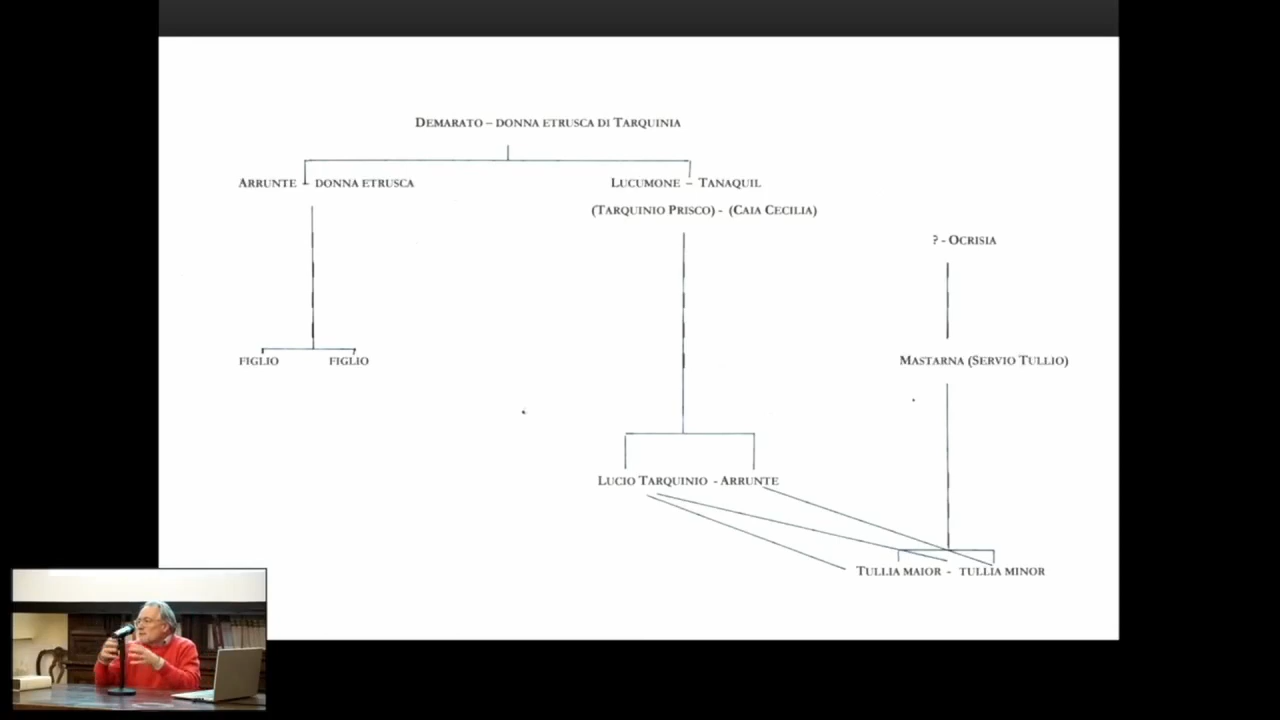 Demarato – donna etrusca di Tarquinia
Arrunte – donna etrusca
Lucumone – Tanaquil
(Tarquinio Prisco) - (Caia Cecilia)
? - Ocrisia
figlio figlio
Mastarna (Servio Tullio)
Lucio Tarquinio - Arrunte
Tullia maior - tullia minor